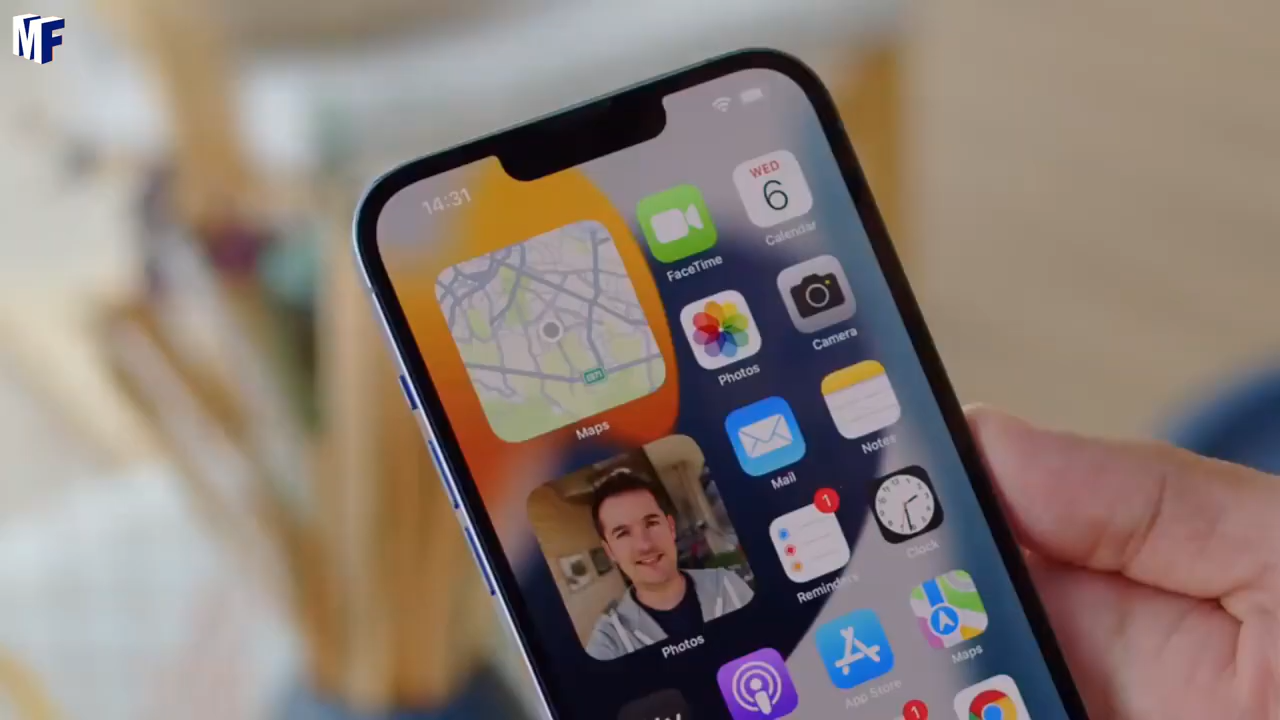 MF
14:31
WED
6
Calendar
FaceTime
Camera
Photos
Maps
Notes
Mail
1
Clock
Reminders
Photos
Maps
App Store
1